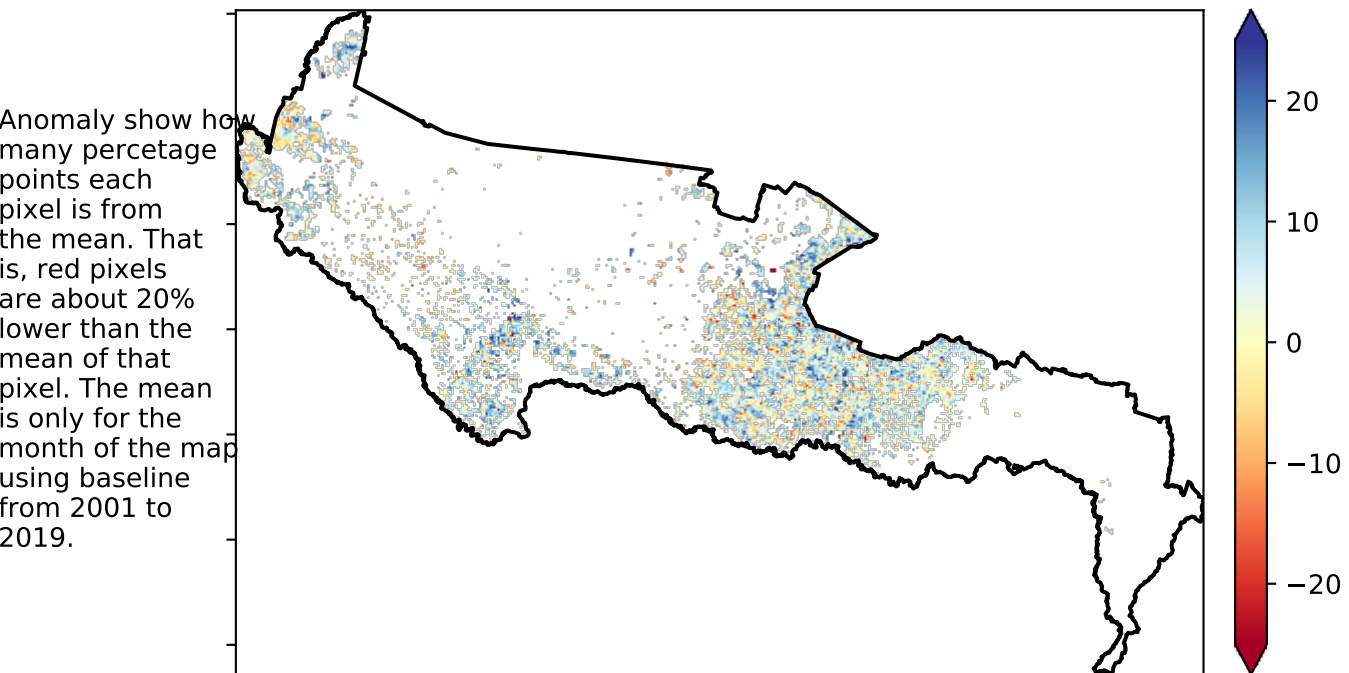 Anomaly show how
many percetage
points each
pixel is from
the mean. That
is, red pixels
are about 20%
lower than the
mean of that
pixel. The mean
is only for the
month of the map
using baseline
from 2001 to
2019.
20
10
0
−10
−20